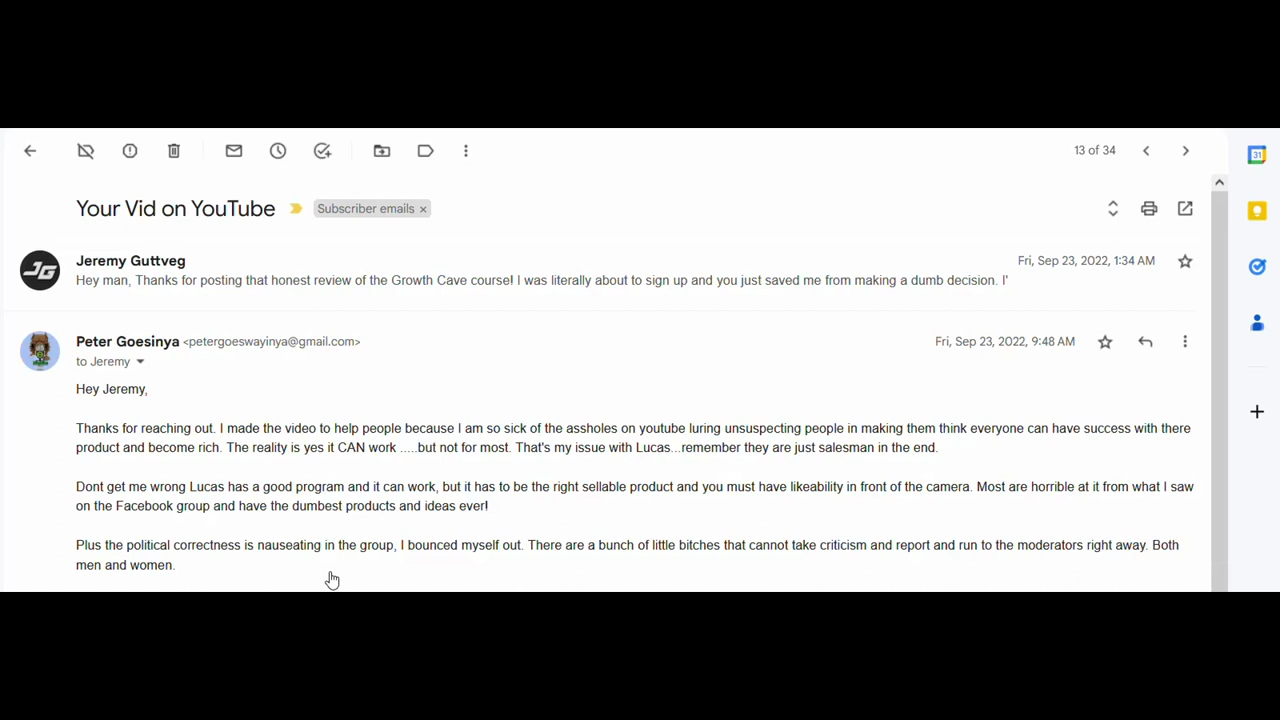 13 of 34
31
Your Vid on YouTube
Subscriber emails ×
JG
Jeremy Guttveg
Fri, Sep 23, 2022, 1:34 AM
Hey man, Thanks for posting that honest review of the Growth Cave course! I was literally about to sign up and you just saved me from making a dumb decision. I'
Peter Goesinya <petergoeswayinya@gmail.com>
Fri, Sep 23, 2022, 9:48 AM
to Jeremy
Hey Jeremy,
Thanks for reaching out. I made the video to help people because I am so sick of the assholes on youtube luring unsuspecting people in making them think everyone can have success with there
product and become rich. The reality is yes it CAN work .....but not for most. That's my issue with Lucas...remember they are just salesman in the end.
Dont get me wrong Lucas has a good program and it can work, but it has to be the right sellable product and you must have likeability in front of the camera. Most are horrible at it from what I saw
on the Facebook group and have the dumbest products and ideas ever!
Plus the political correctness is nauseating in the group, I bounced myself out. There are a bunch of little bitches that cannot take criticism and report and run to the moderators right away. Both
men and women.